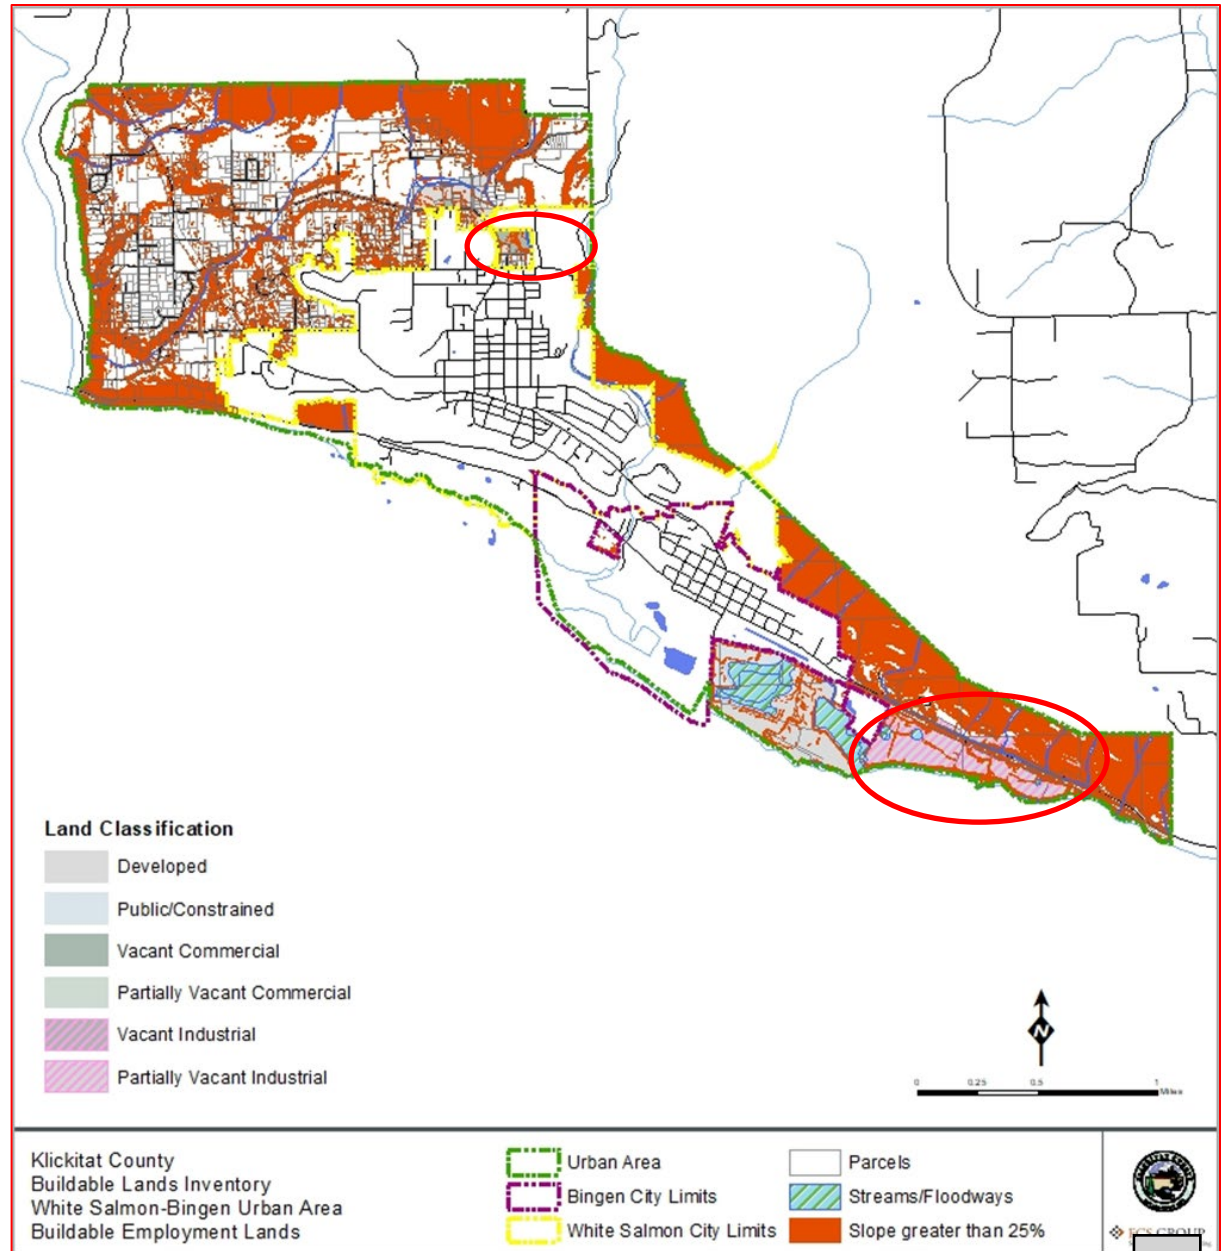 Land Classification
Developed
Public/Constrained
Vacant Commercial
Partially Vacant Commercial
Vacant Industrial
Partially Vacant Industrial
N
0 0.25 0.5 1
Miles
Klickitat County
Buildable Lands Inventory
White Salmon-Bingen Urban Area
Buildable Employment Lands
Urban Area
Bingen City Limits
White Salmon City Limits
Parcels
Streams/Floodways
Slope greater than 25%
FCS GROUP